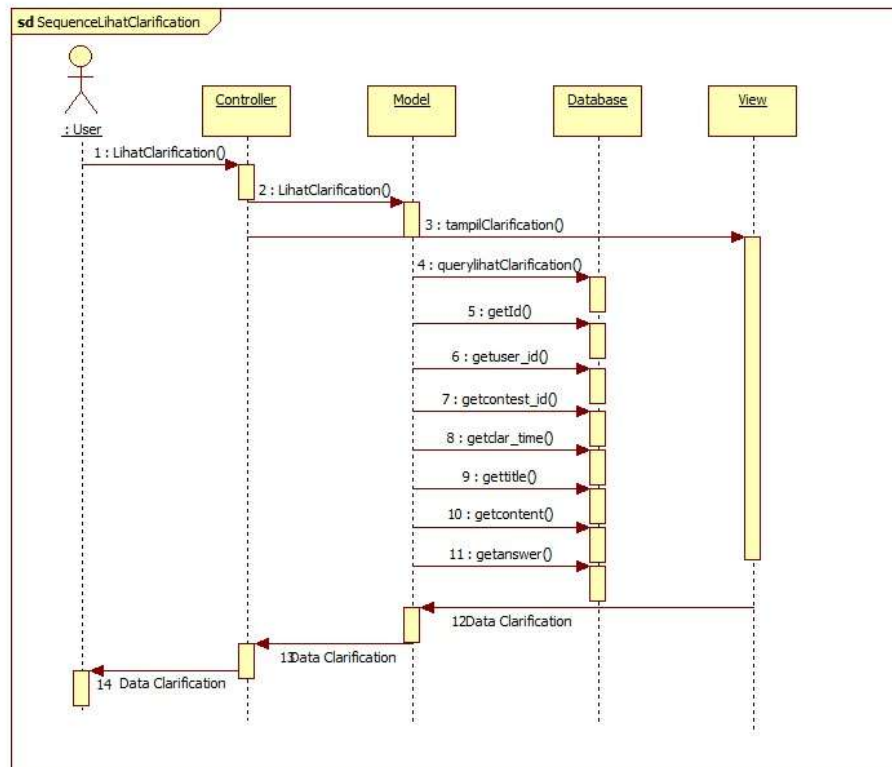 sd SequenceLihatClarification
: User
Controller
Model
Database
View
1 : LihatClarification()
2 : LihatClarification()
3 : tampilClarification()
4 : querylihatClarification()
5 : getId()
6 : getuser_id()
7 : getcontest_id()
8 : getclar_time()
9 : gettitle()
10 : getcontent()
11 : getanswer()
12Data Clarification
13Data Clarification
14 Data Clarification